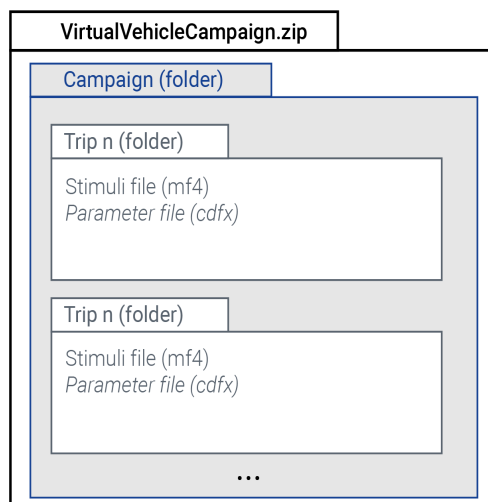 VirtualVehicleCampaign.zip
Campaign (folder)
Trip n (folder)
Stimuli file (mf4)
Parameter file (cdfx)
Trip n (folder)
Stimuli file (mf4)
Parameter file (cdfx)
...